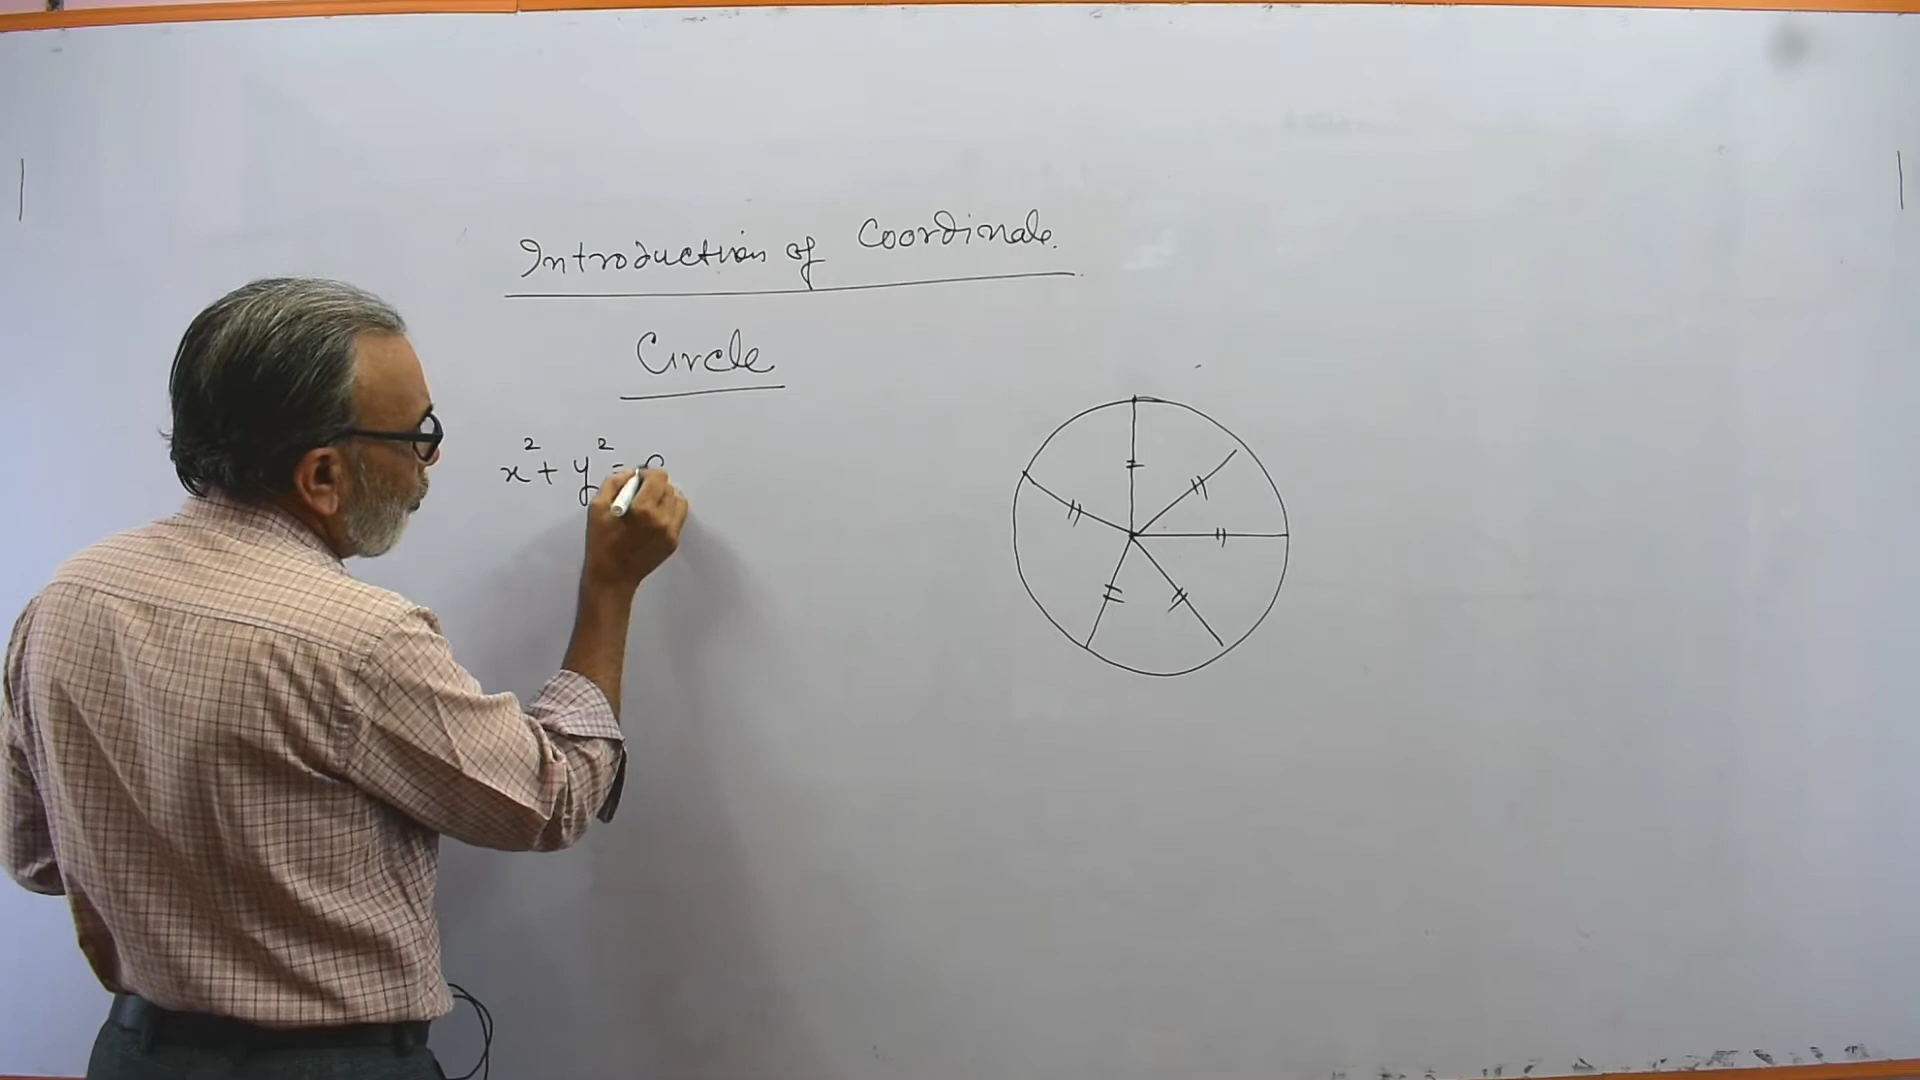 Introduction of Coordinate.
Circle
x² + y² =